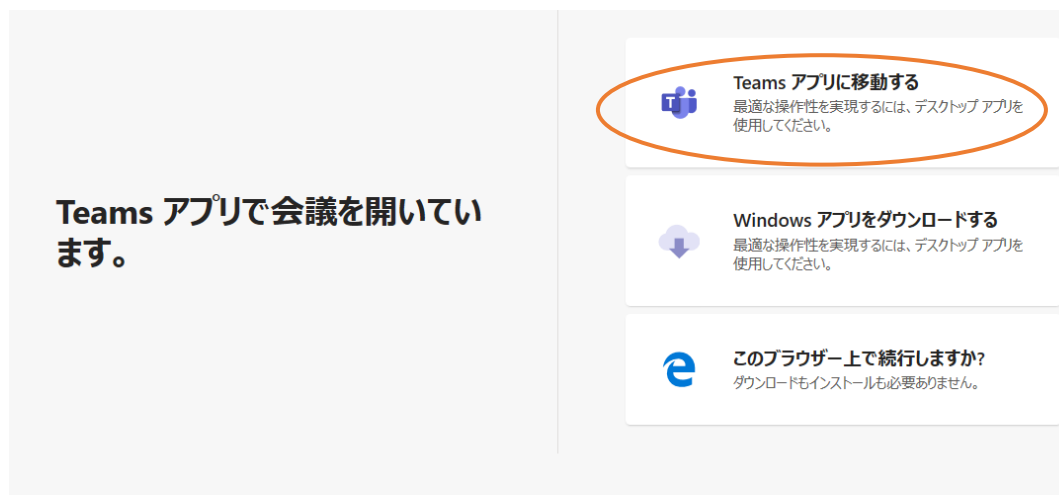 Teams アプリで会議を開いてい
ます。
Teams アプリに移動する
最適な操作性を実現するには、デスクトップ アプリを
使用してください。
Windows アプリをダウンロードする
最適な操作性を実現するには、デスクトップ アプリを
使用してください。
このブラウザー上で続行しますか?
ダウンロードもインストールも必要ありません。